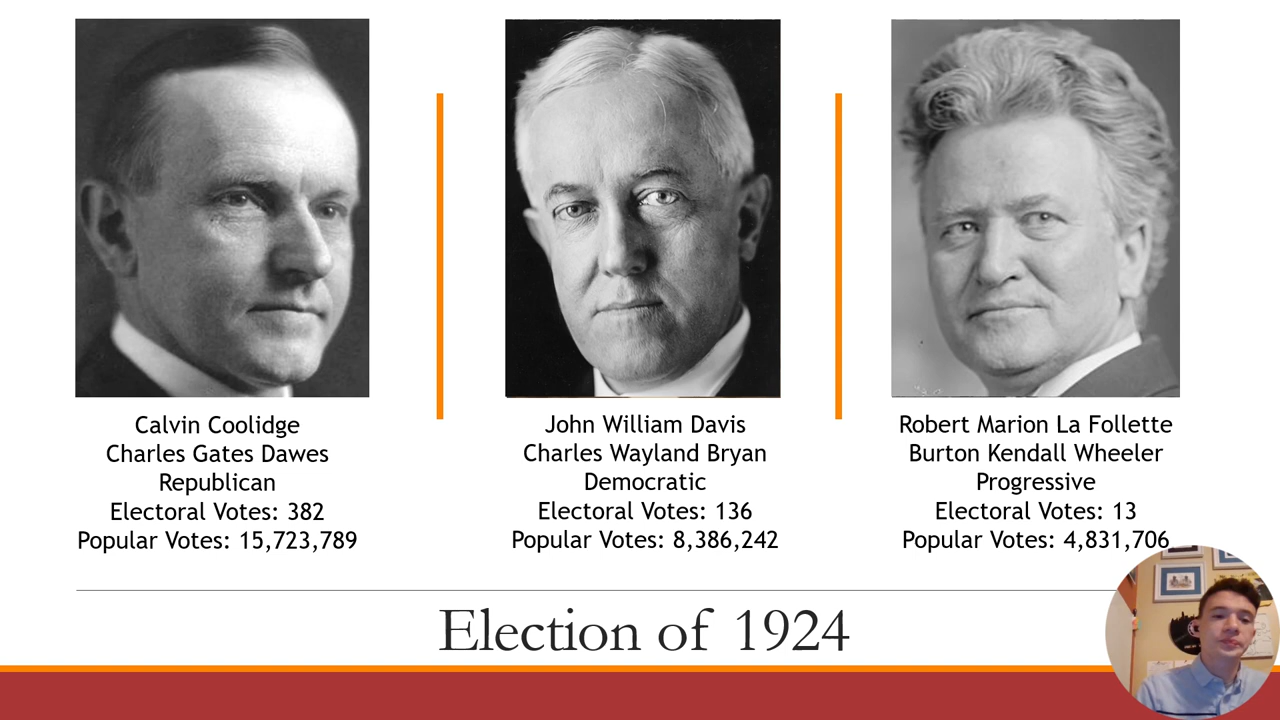 Calvin Coolidge
Charles Gates Dawes
Republican
Electoral Votes: 382
Popular Votes: 15,723,789
John William Davis
Charles Wayland Bryan
Democratic
Electoral Votes: 136
Popular Votes: 8,386,242
Robert Marion La Follette
Burton Kendall Wheeler
Progressive
Electoral Votes: 13
Popular Votes: 4,831,706
Election of 1924